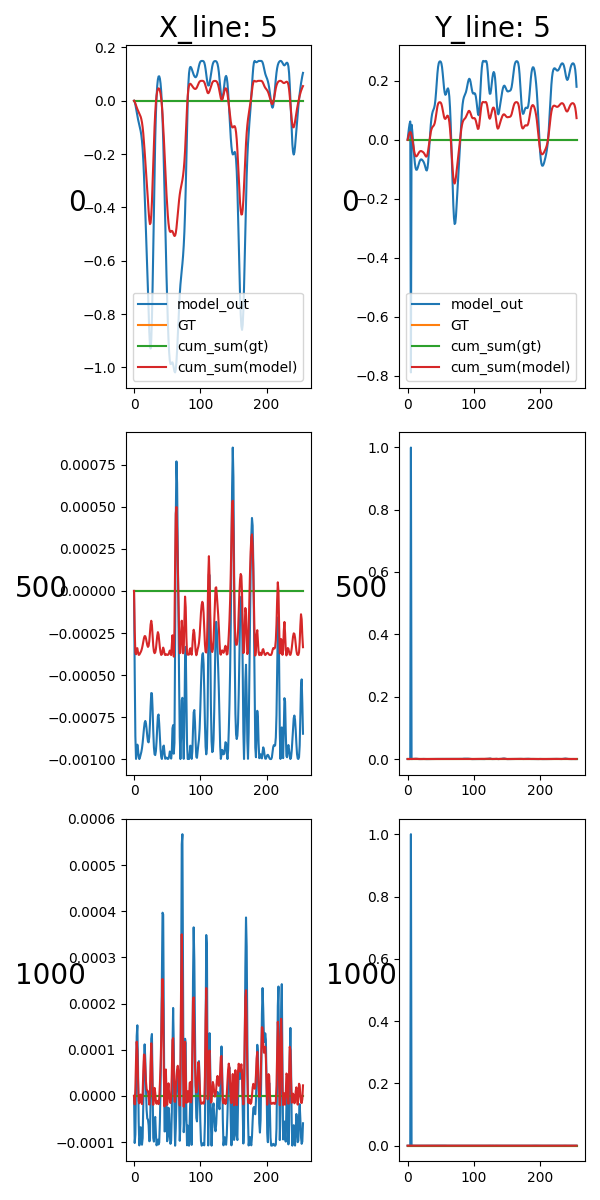 X_line: 5
Y_line: 5
0.2
0.0
−0.2
−0.4
−0.6
−0.8
−1.0
0
0 100 200
model_out
GT
cum_sum(gt)
cum_sum(model)
0.2
0.0
−0.2
−0.4
−0.6
−0.8
0
0 100 200
model_out
GT
cum_sum(gt)
cum_sum(model)
0.00075
0.00050
0.00025
0.00000
−0.00025
−0.00050
−0.00075
−0.00100
500
0 100 200
1.0
0.8
0.6
0.4
0.2
0.0
500
0 100 200
0.0006
0.0005
0.0004
0.0003
0.0002
0.0001
0.0000
−0.0001
1000
0 100 200
1.0
0.8
0.6
0.4
0.2
0.0
1000
0 100 200